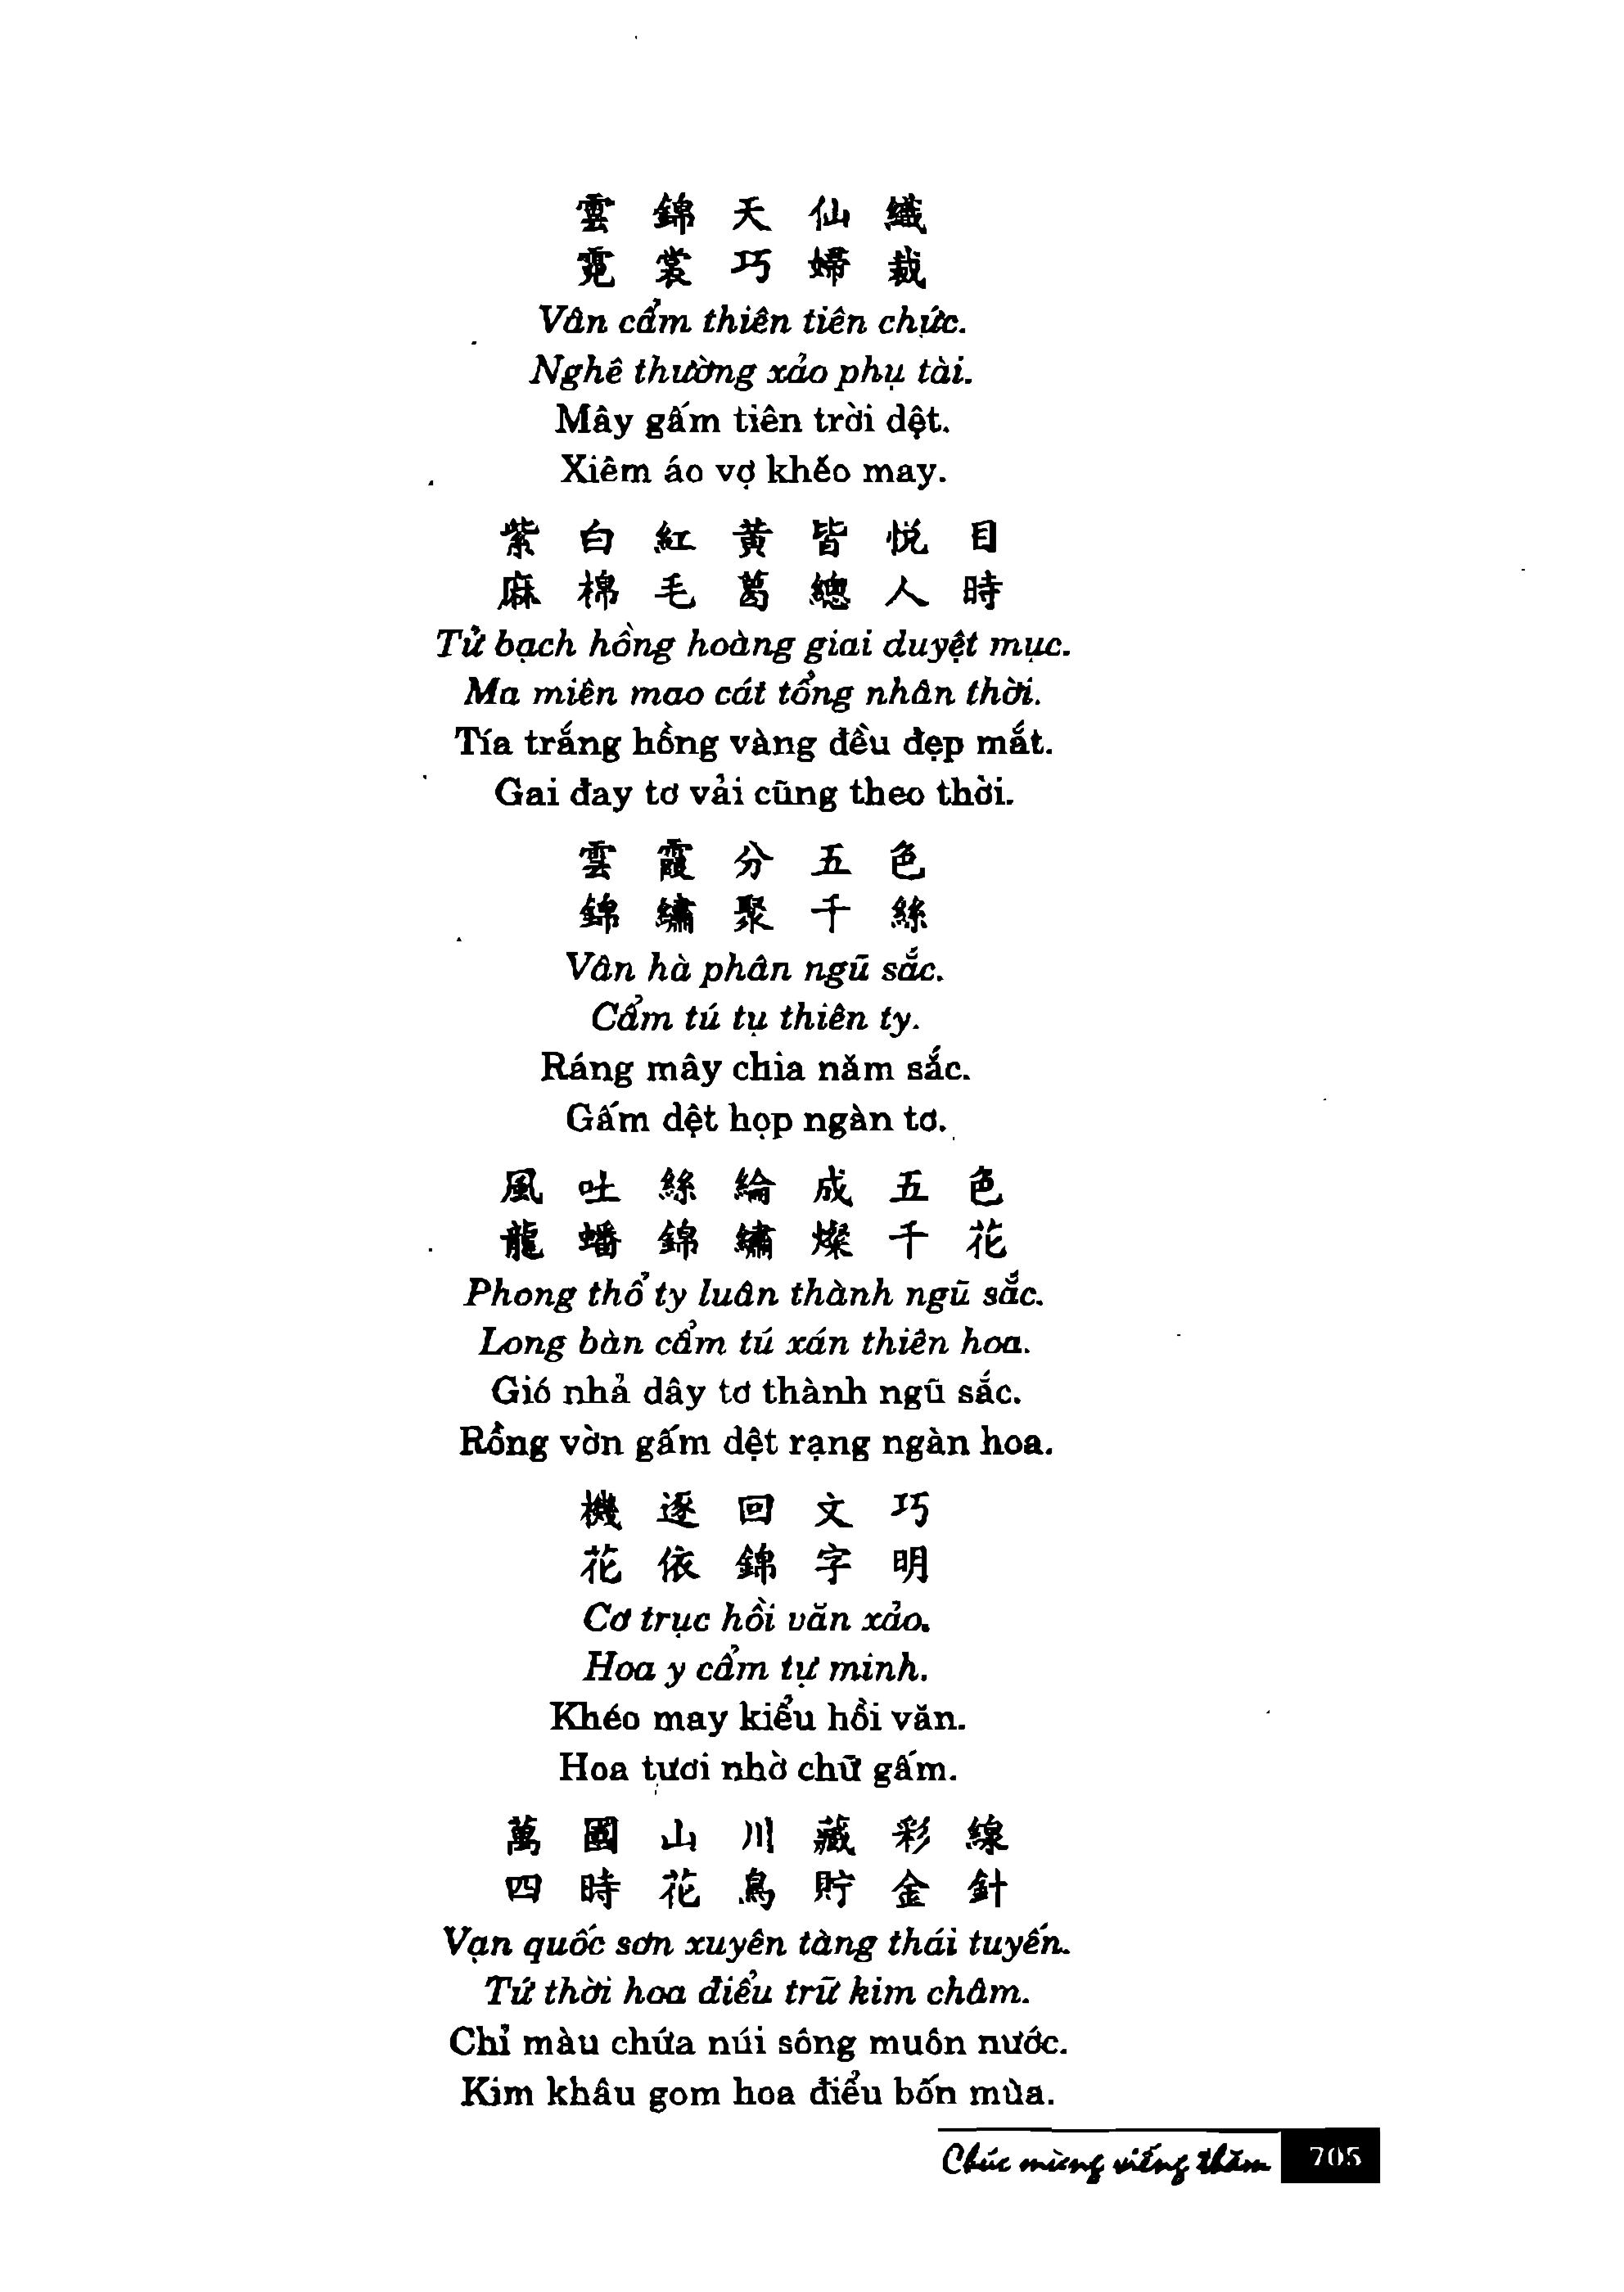 雲錦天仙織
霓裳巧婦裁
Vân cẩm thiên tiên chức.
Nghê thường xảo phụ tài.
Mây gấm tiên trời dệt.
Xiêm áo vợ khéo may.
紫白紅黃皆悅目
麻棉毛葛總人時
Tử bạch hồng hoàng giai duyệt mục.
Ma miên mao cát tổng nhân thời.
Tía trắng hồng vàng đều đẹp mắt.
Gai đay tơ vải cũng theo thời.
雲霞分五色
錦繡聚千絲
Vân hà phân ngũ sắc.
Cẩm tú tụ thiên ty.
Ráng mây chia năm sắc.
Gấm dệt họp ngàn tơ.
風吐絲綸成五色
龍蟠錦繡燦千花
Phong thổ ty luân thành ngũ sắc.
Long bàn cẩm tú xán thiên hoa.
Gió nhả dây tơ thành ngũ sắc.
Rồng vờn gấm dệt rạng ngàn hoa.
機逐回文巧
花依錦字明
Cơ trục hồi văn xảo.
Hoa y cẩm tự minh.
Khéo may kiểu hồi văn.
Hoa tươi nhờ chữ gấm.
萬國山川藏彩線
四時花鳥貯金針
Vạn quốc sơn xuyên tàng thái tuyến.
Tứ thời hoa điểu trữ kim châm.
Chỉ màu chứa núi sông muôn nước.
Kim khâu gom hoa điểu bốn mùa.
Chúc mừng viếng thăm 705